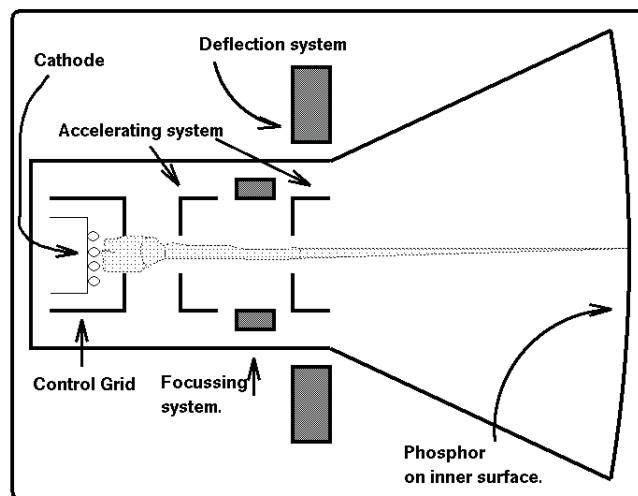 Deflection system
Cathode
Accelerating system
Control Grid
Focussing
system.
Phosphor
on inner surface.